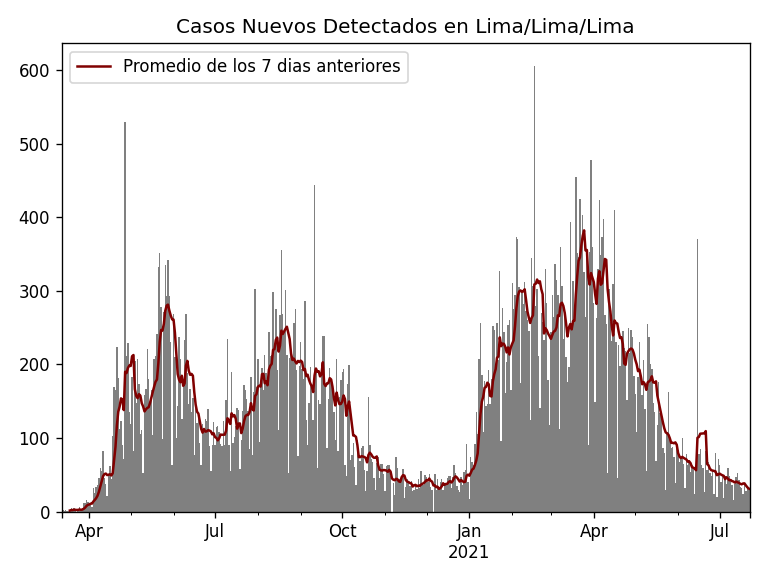 Casos Nuevos Detectados en Lima/Lima/Lima
Promedio de los 7 dias anteriores
600
500
400
300
200
100
0
Apr Jul Oct Jan Apr Jul
2021